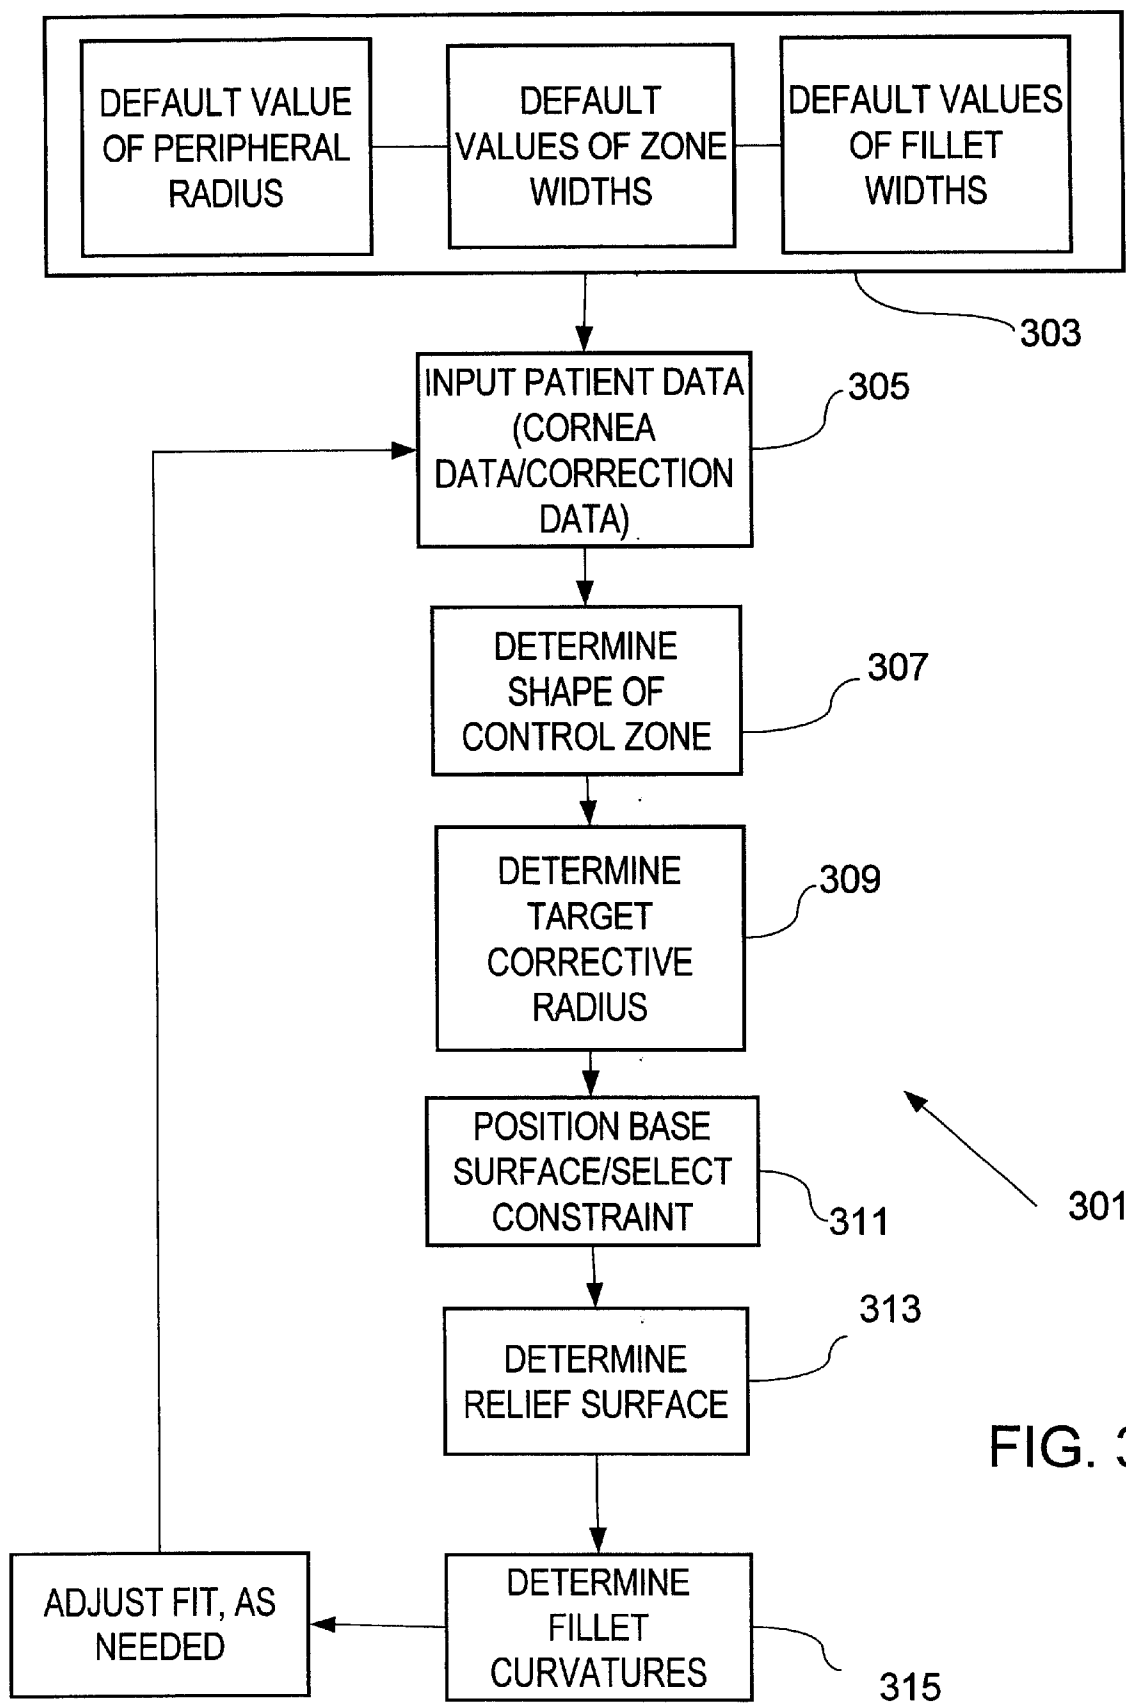 DEFAULT VALUE
OF PERIPHERAL
RADIUS
DEFAULT
VALUES OF ZONE
WIDTHS
DEFAULT VALUES
OF FILLET
WIDTHS
303
INPUT PATIENT DATA
(CORNEA
DATA/CORRECTION
DATA)
305
DETERMINE
SHAPE OF
CONTROL ZONE
307
DETERMINE
TARGET
CORRECTIVE
RADIUS
309
POSITION BASE
SURFACE/SELECT
CONSTRAINT
311
301
DETERMINE
RELIEF SURFACE
313
FIG. 3
ADJUST FIT, AS
NEEDED
DETERMINE
FILLET
CURVATURES
315